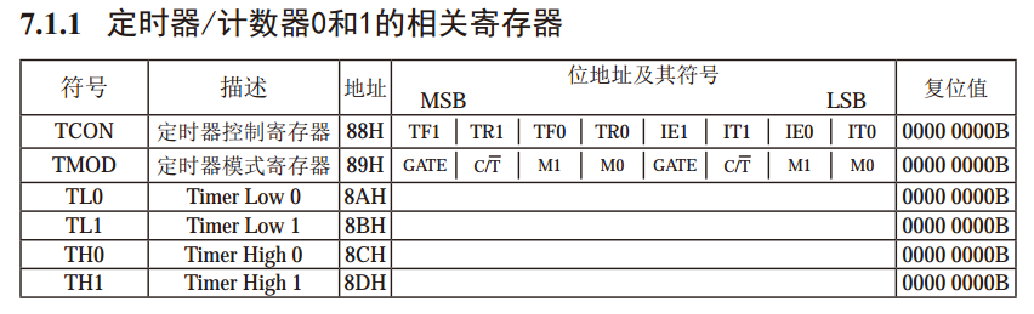 7.1.1 定时器/计数器0和1的相关寄存器
符号 描述 地址 位地址及其符号 复位值
MSB LSB
TCON 定时器控制寄存器 88H TF1 TR1 TF0 TR0 IE1 IT1 IE0 IT0 0000 0000B
TMOD 定时器模式寄存器 89H GATE C/T̅ M1 M0 GATE C/T̅ M1 M0 0000 0000B
TL0 Timer Low 0 8AH 0000 0000B
TL1 Timer Low 1 8BH 0000 0000B
TH0 Timer High 0 8CH 0000 0000B
TH1 Timer High 1 8DH 0000 0000B